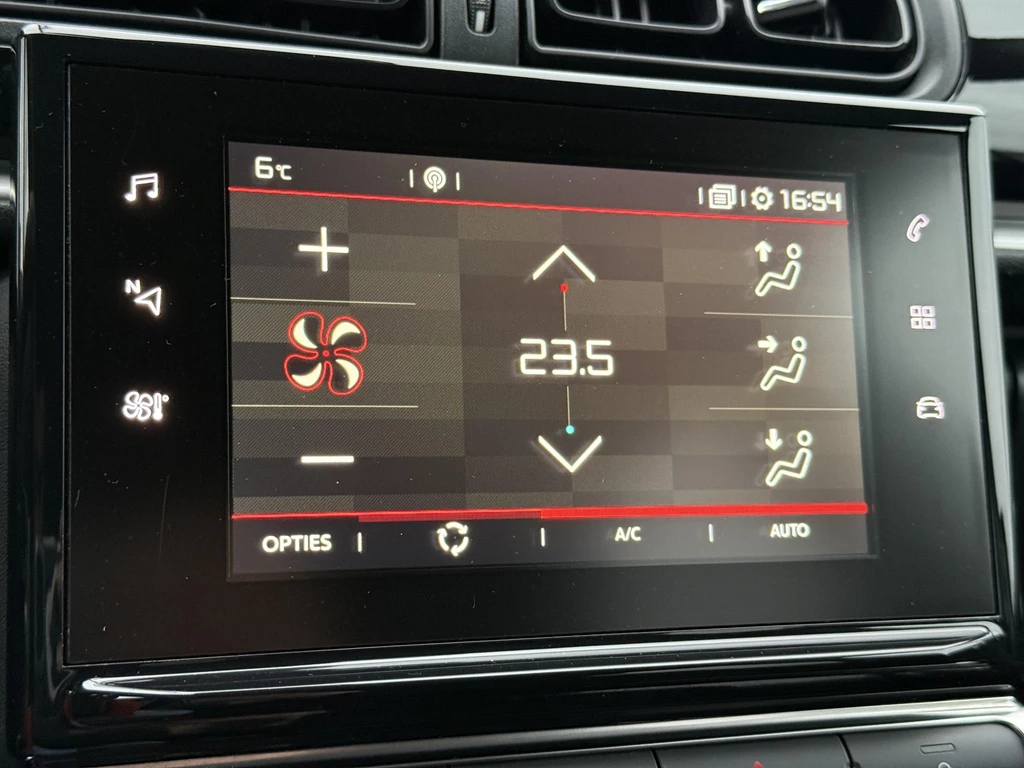 6°C
16:54
N
23.5
OPTIES
A/C
AUTO